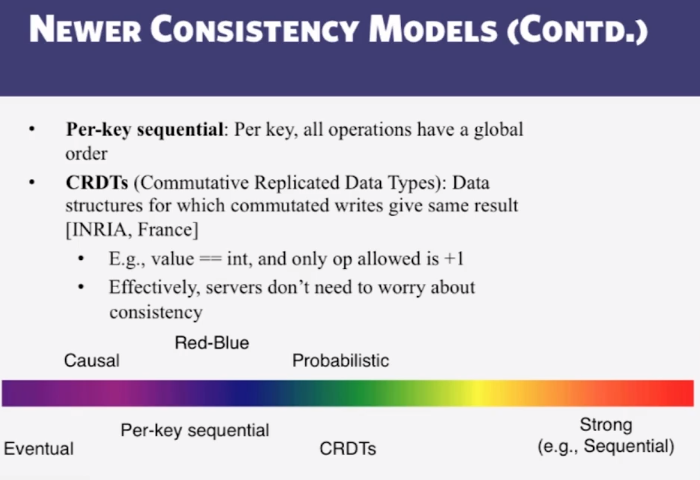 NEWER CONSISTENCY MODELS (CONTD.)
• Per-key sequential: Per key, all operations have a global
order
• CRDTs (Commutative Replicated Data Types): Data
structures for which commutated writes give same result
[INRIA, France]
• E.g., value == int, and only op allowed is +1
• Effectively, servers don't need to worry about
consistency
Red-Blue
Causal
Probabilistic
Per-key sequential
Strong
(e.g., Sequential)
Eventual
CRDTs